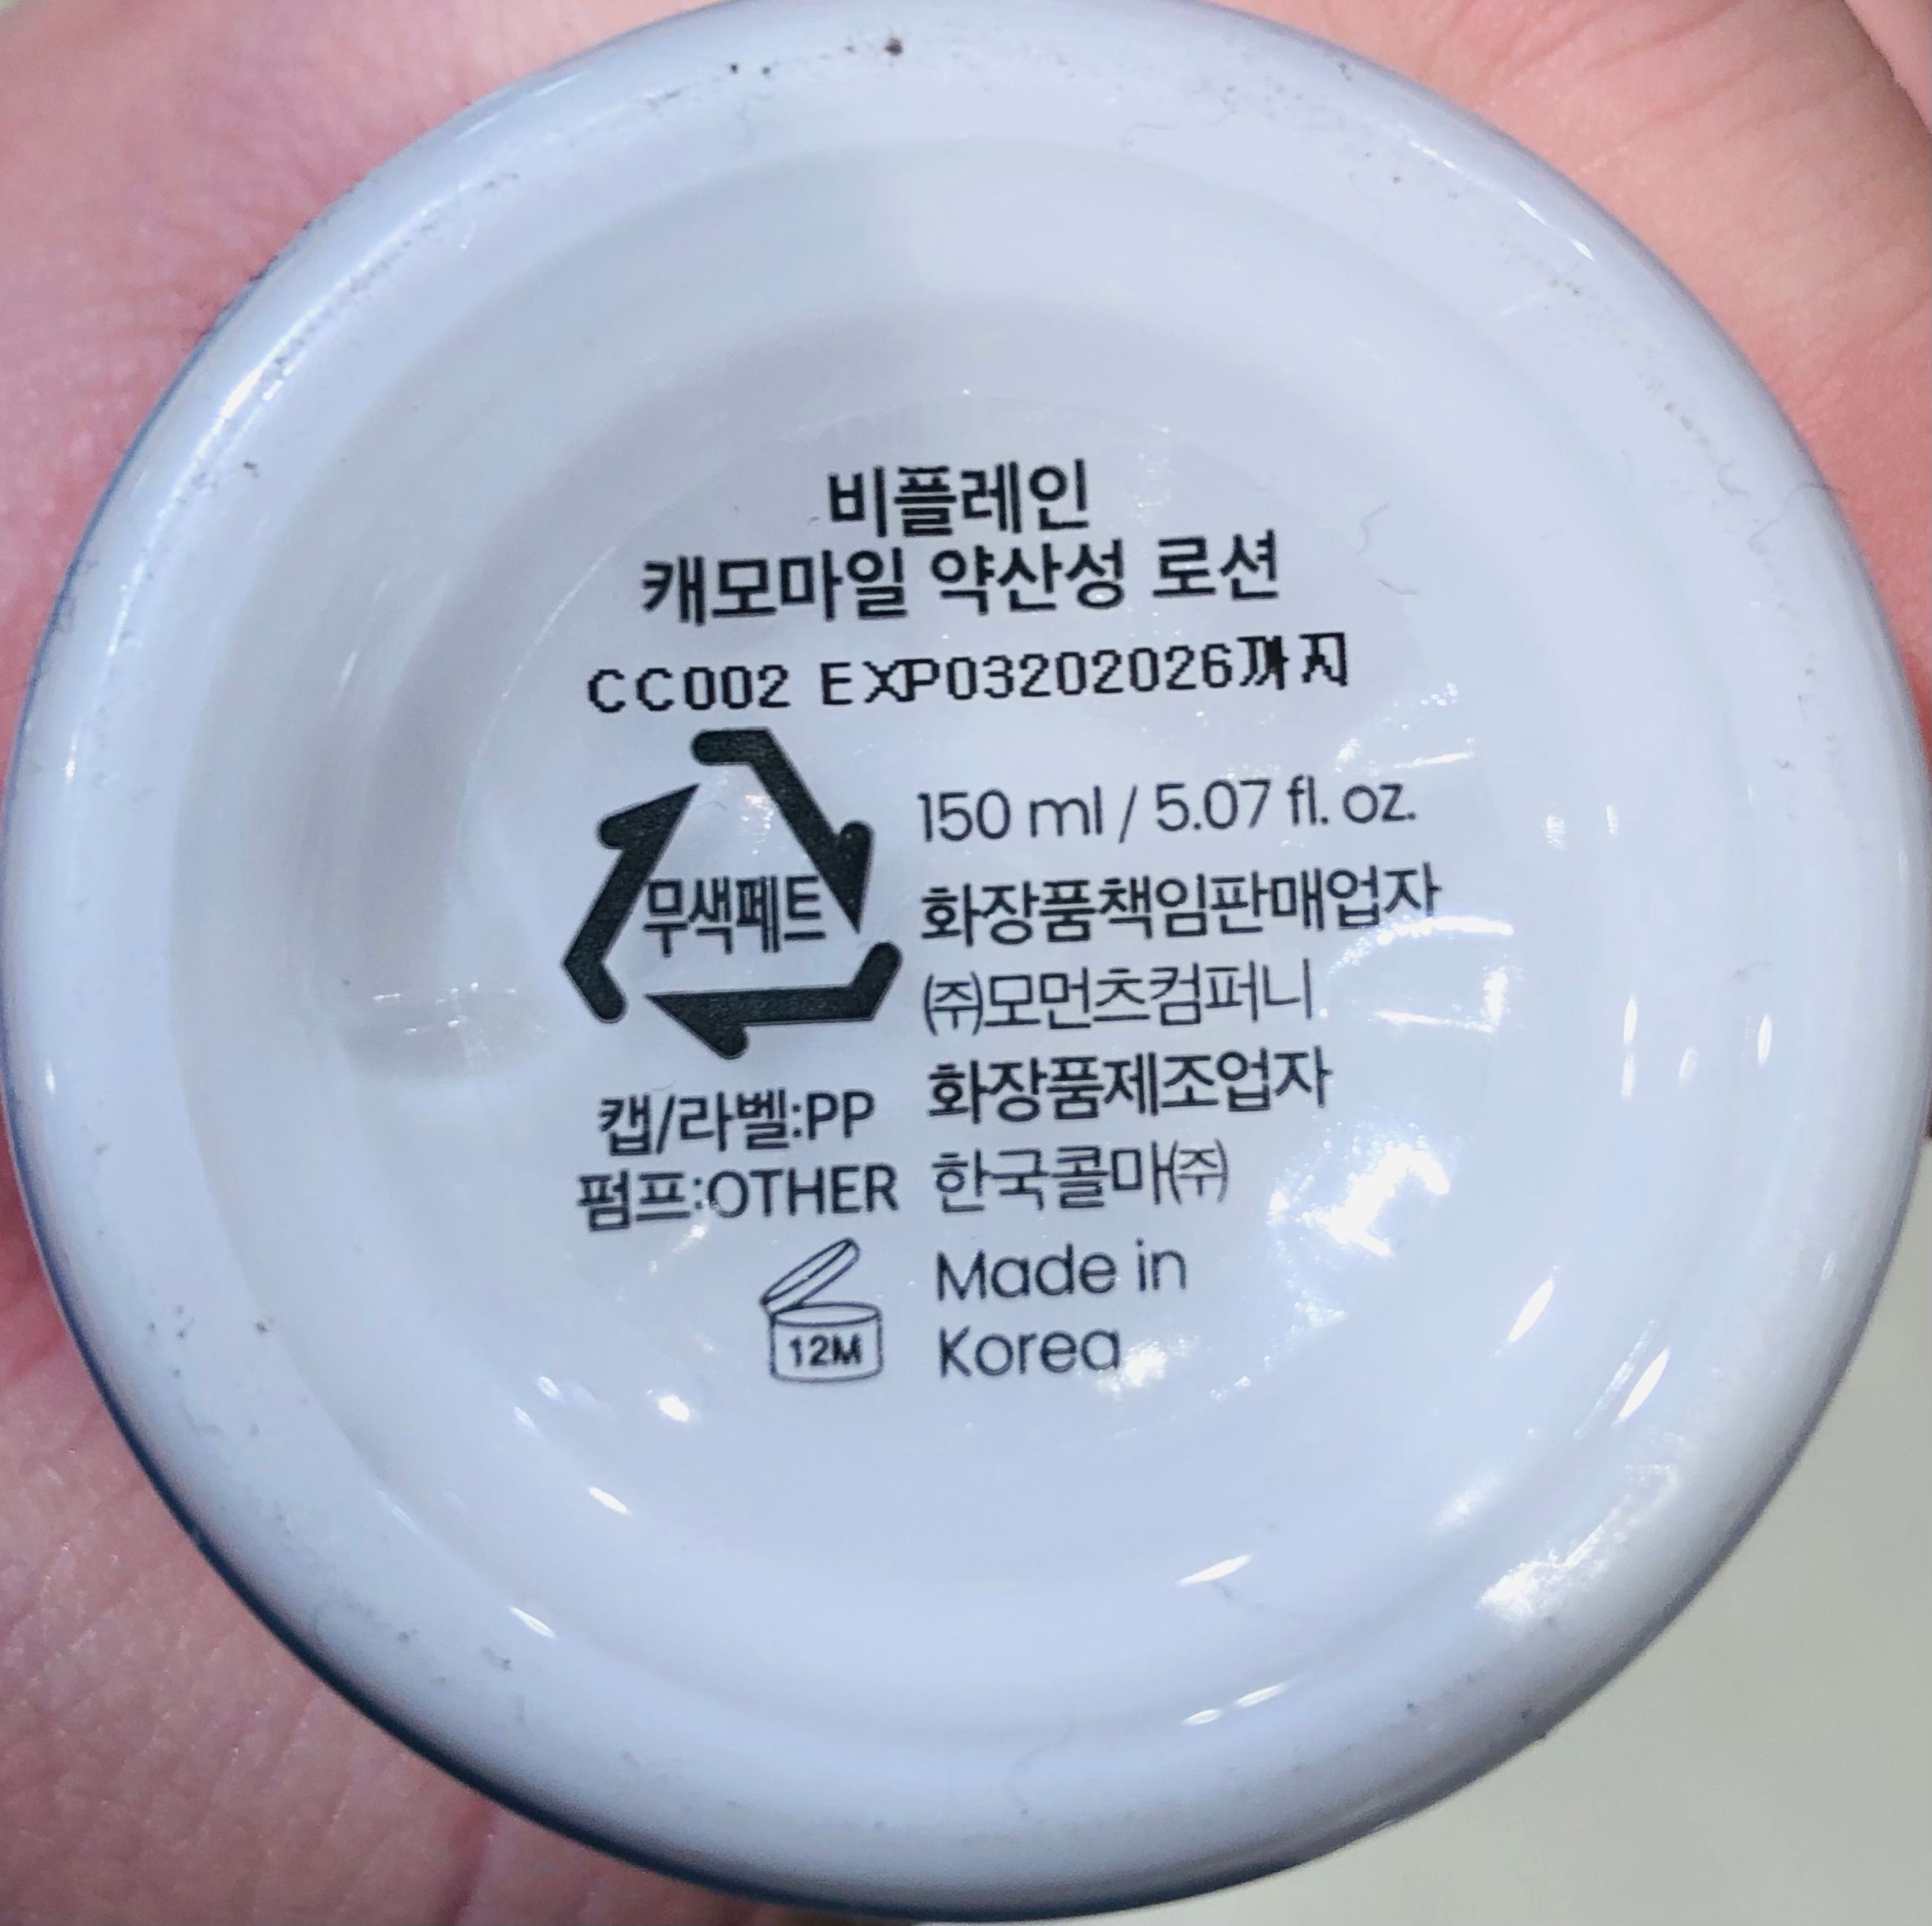 비플레인
캐모마일 약산성 로션
CC002 EXP03202026까지
무색페트
캡/라벨:PP
펌프:OTHER
12M
150 ml / 5.07 fl. oz.
화장품책임판매업자
㈜모먼츠컴퍼니
화장품제조업자
한국콜마㈜
Made in
Korea